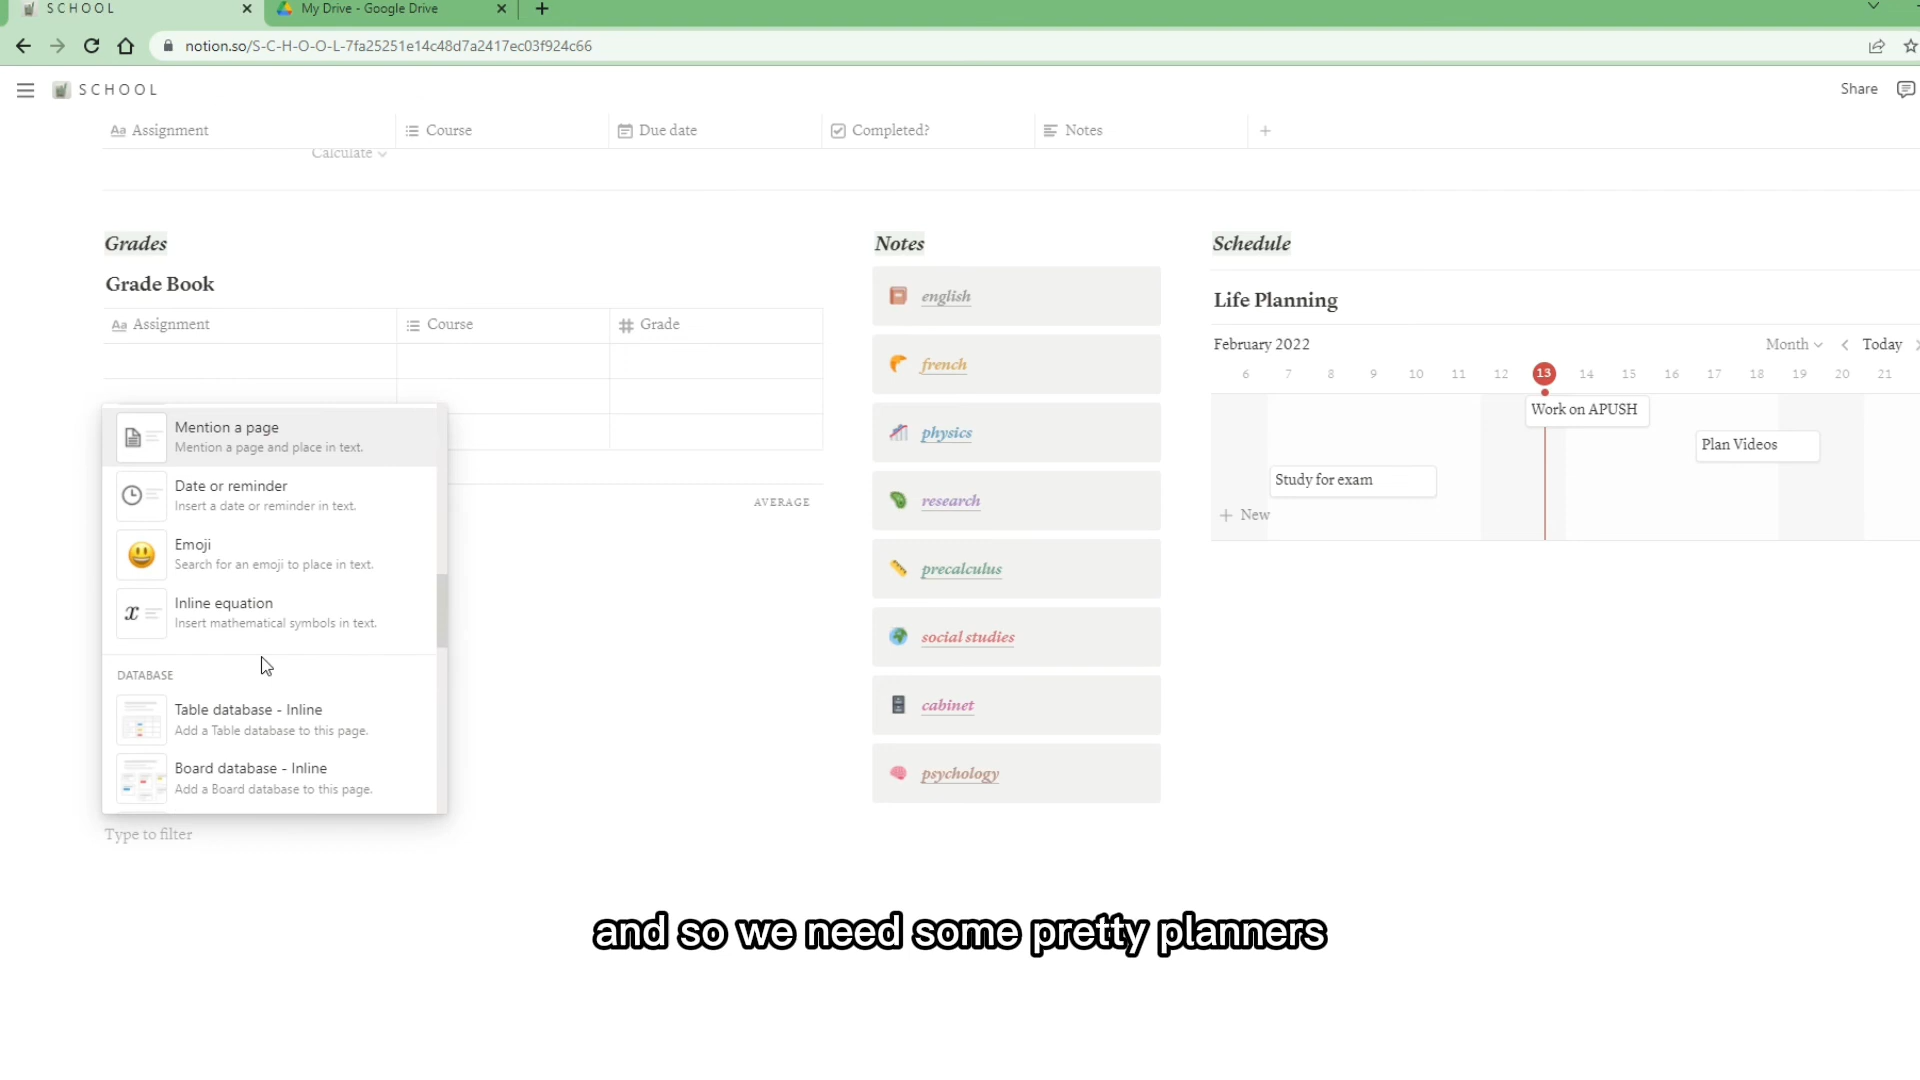 S C H O O L
My Drive - Google Drive
notion.so/S-C-H-O-O-L-7fa25251e14c48d7a2417ec03f924c66
S C H O O L
Share
Aa Assignment
Course
Due date
Completed?
Notes
Calculate
Grades
Grade Book
Aa Assignment
Course
Grade
Mention a page
Mention a page and place in text.
Date or reminder
Insert a date or reminder in text.
Emoji
Search for an emoji to place in text.
Inline equation
Insert mathematical symbols in text.
DATABASE
Table database - Inline
Add a Table database to this page.
Board database - Inline
Add a Board database to this page.
Type to filter
AVERAGE
Notes
english
french
physics
research
precalculus
social studies
cabinet
psychology
Schedule
Life Planning
February 2022
Month
Today
6 7 8 9 10 11 12 13 14 15 16 17 18 19 20 21
Work on APUSH
Plan Videos
Study for exam
New
and so we need some pretty planners